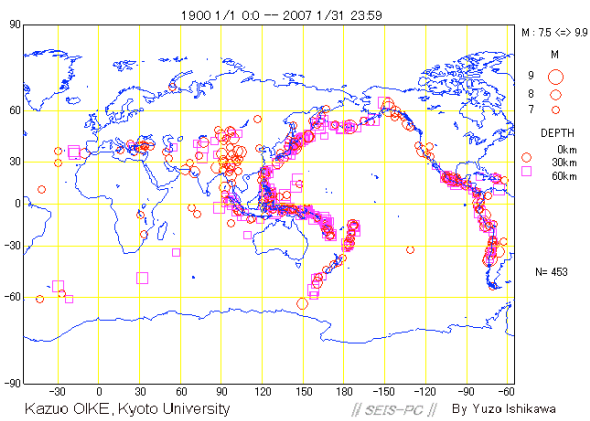 1900 1/1 0:0 -- 2007 1/31 23:59
M : 7.5 <=> 9.9
M
9
8
7
DEPTH
0km
30km
60km
N= 453
90
60
30
0
-30
-60
-90
-30 0 30 60 90 120 150 180 -150 -120 -90 -60
Kazuo OIKE, Kyoto University // SEIS-PC // By Yuzo Ishikawa